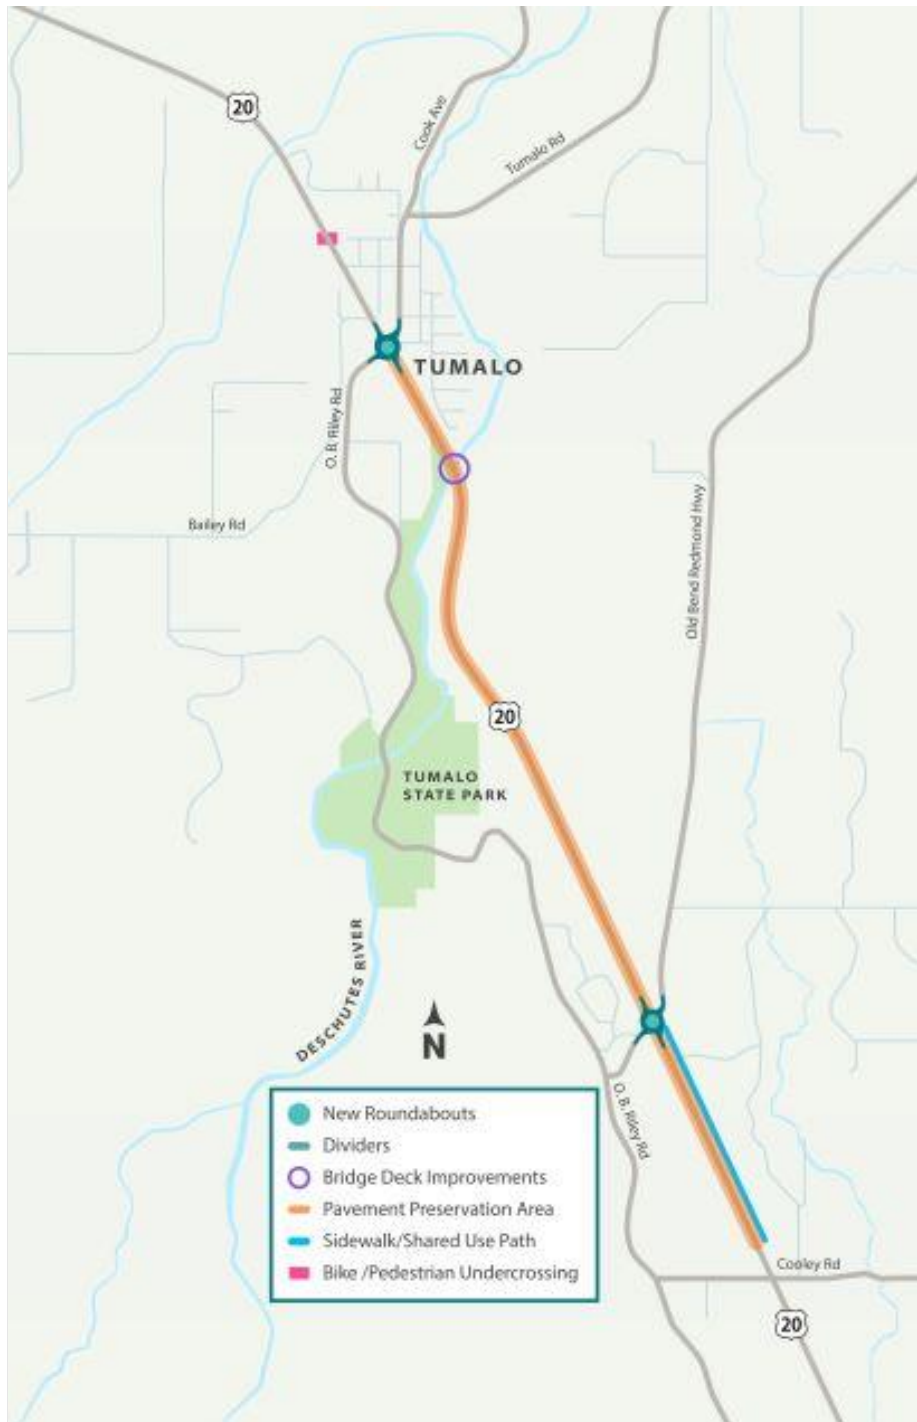 20
Cook Ave
Tumalo Rd
TUMALO
O. B. Riley Rd
Old Bend Redmond Hwy
Bailey Rd
20
TUMALO
STATE PARK
DESCHUTES RIVER
N
O. B. Riley Rd
New Roundabouts
Dividers
Bridge Deck Improvements
Pavement Preservation Area
Sidewalk/Shared Use Path
Bike /Pedestrian Undercrossing
Cooley Rd
20